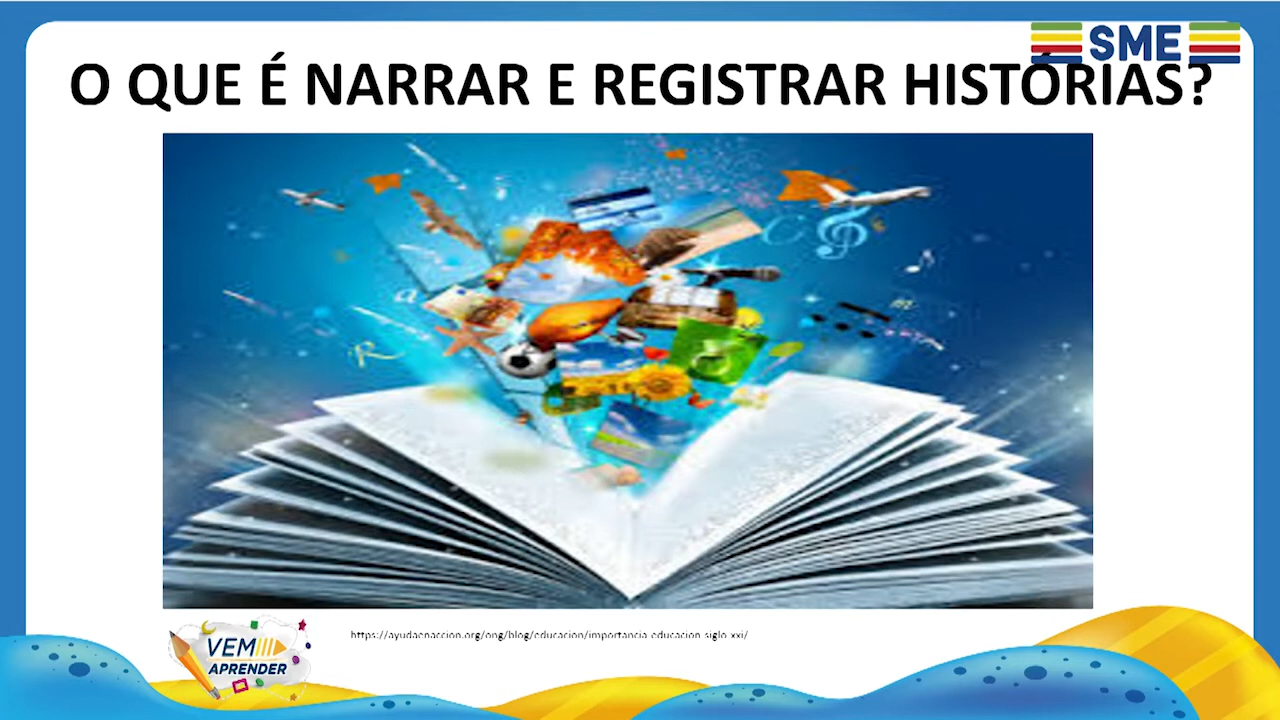 SME
O QUE É NARRAR E REGISTRAR HISTÓRIAS?
C
a
R
m
VEM
APRENDER
https://ayudaenaccion.org/ong/blog/educacion/importancia-educacion-siglo-xxi/